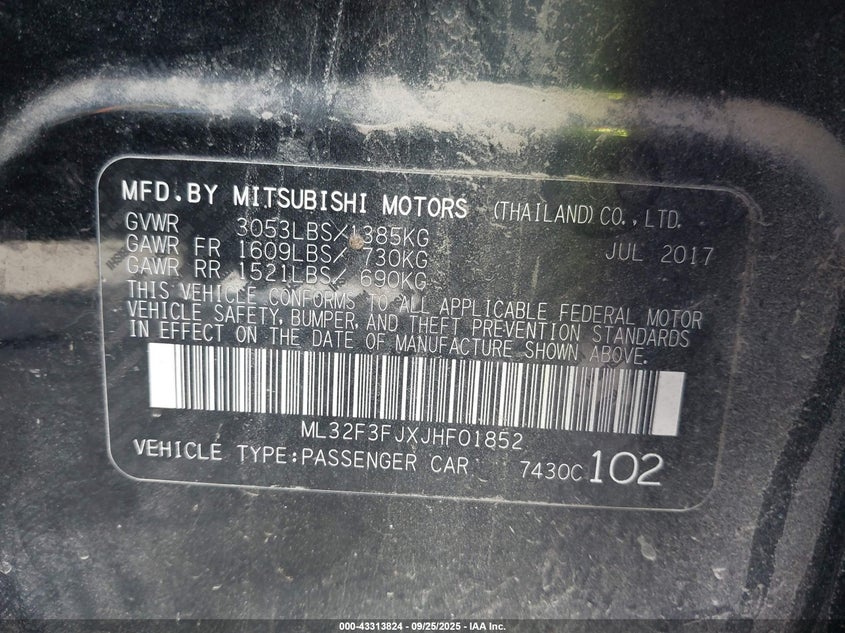 MFD.BY MITSUBISHI MOTORS (THAILAND) CO., LTD.
GVWR 3053LBS/1385KG JUL 2017
GAWR FR 1609LBS/ 730KG
GAWR RR 1521LBS/ 690KG
THIS VEHICLE CONFORMS TO ALL APPLICABLE FEDERAL MOTOR
VEHICLE SAFETY, BUMPER, AND THEFT PREVENTION STANDARDS
IN EFFECT ON THE DATE OF MANUFACTURE SHOWN ABOVE.
ML32F3FJXJHF01852
VEHICLE TYPE:PASSENGER CAR 7430C 102
000-43313824 - 09/25/2025 - IAA Inc.